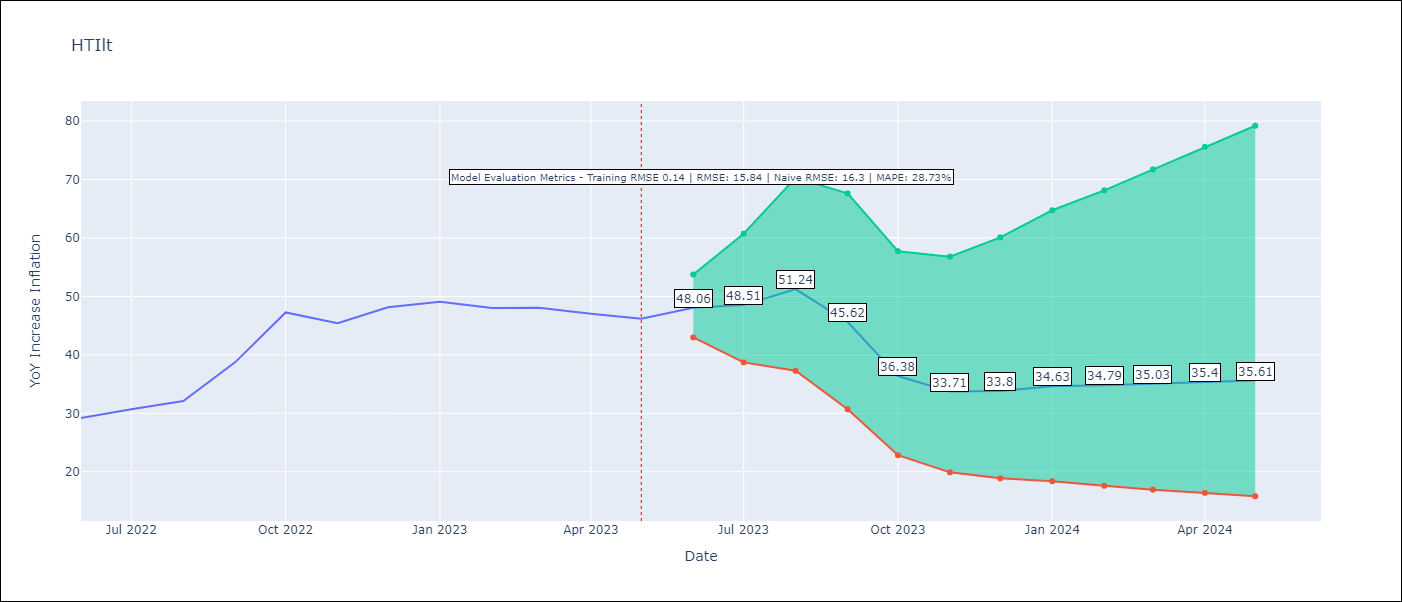 HTIlt
80
Model Evaluation Metrics - Training RMSE 0.14 | RMSE: 15.84 | Naive RMSE: 16.3 | MAPE: 28.73%
70
60
50
40
30
20
YoY Increase Inflation
48.06
48.51
51.24
45.62
36.38
33.71
33.8
34.63
34.79
35.03
35.4
35.61
Jul 2022
Oct 2022
Jan 2023
Apr 2023
Jul 2023
Oct 2023
Jan 2024
Apr 2024
Date